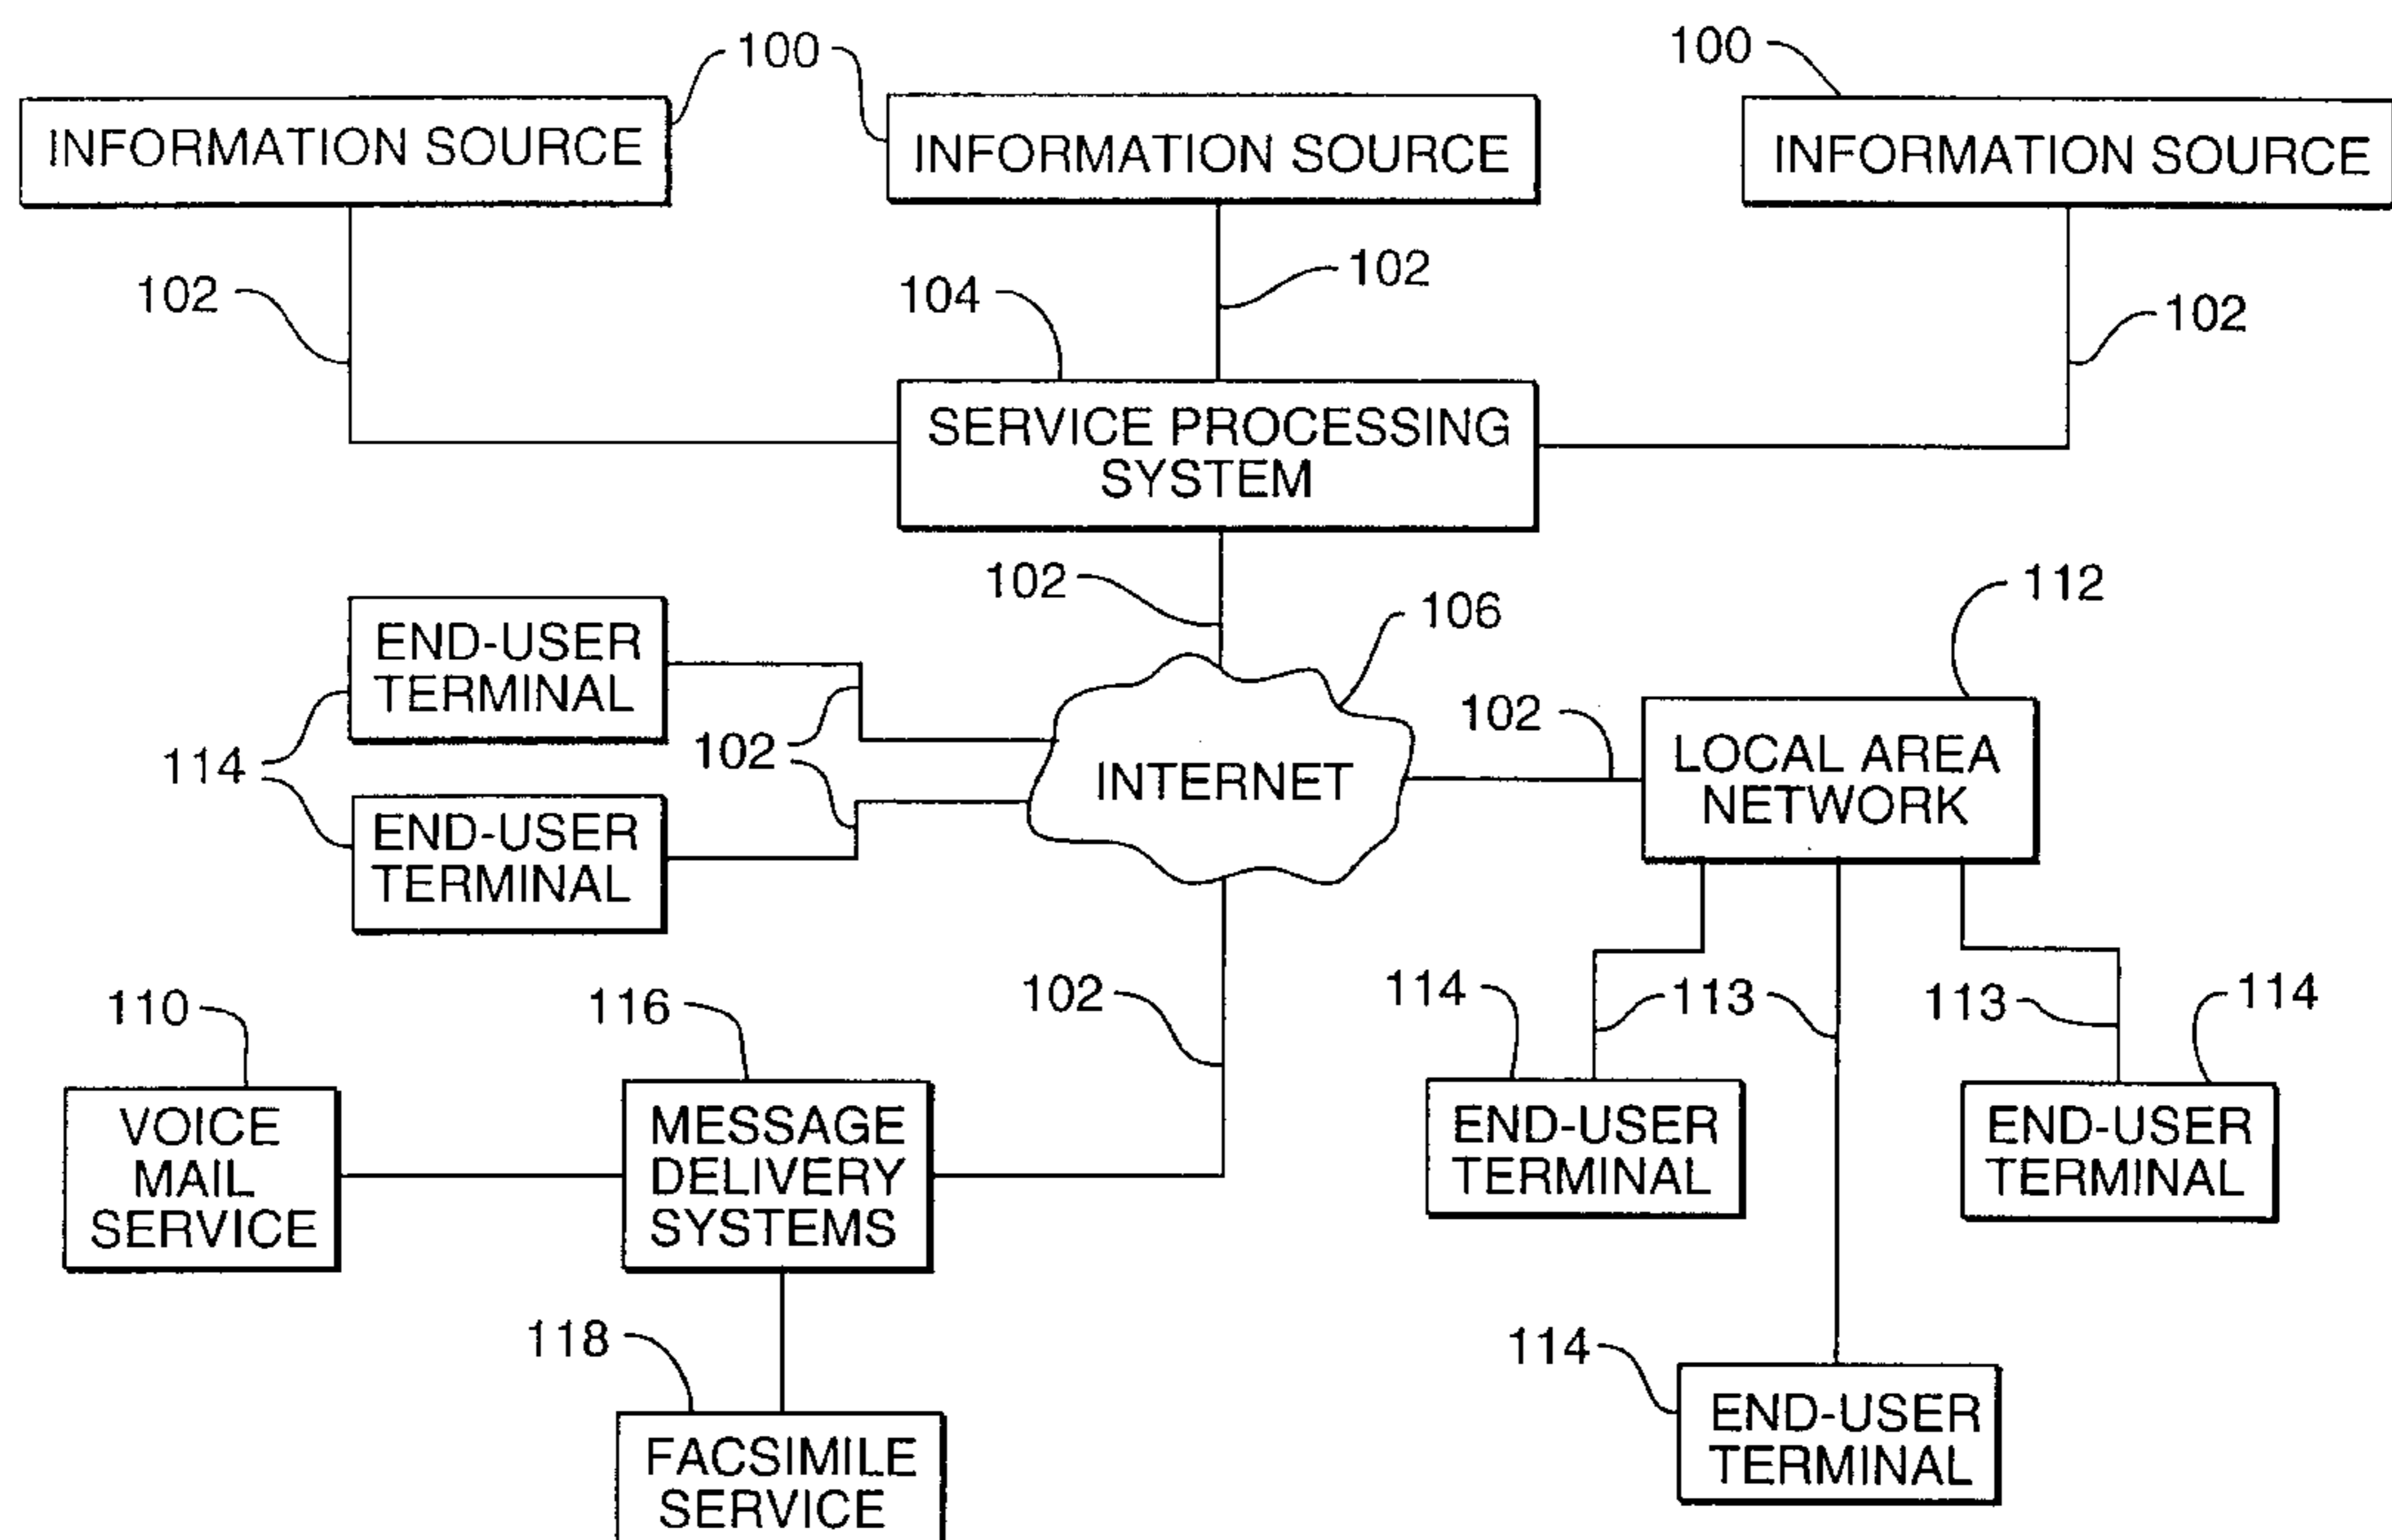 100
100
INFORMATION SOURCE
INFORMATION SOURCE
INFORMATION SOURCE
102
104
102
102
SERVICE PROCESSING
SYSTEM
102
106
112
END-USER
TERMINAL
114
102
END-USER
TERMINAL
INTERNET
102
LOCAL AREA
NETWORK
110
116
102
114
113
113
114
VOICE
MAIL
SERVICE
MESSAGE
DELIVERY
SYSTEMS
END-USER
TERMINAL
END-USER
TERMINAL
118
114
FACSIMILE
SERVICE
END-USER
TERMINAL